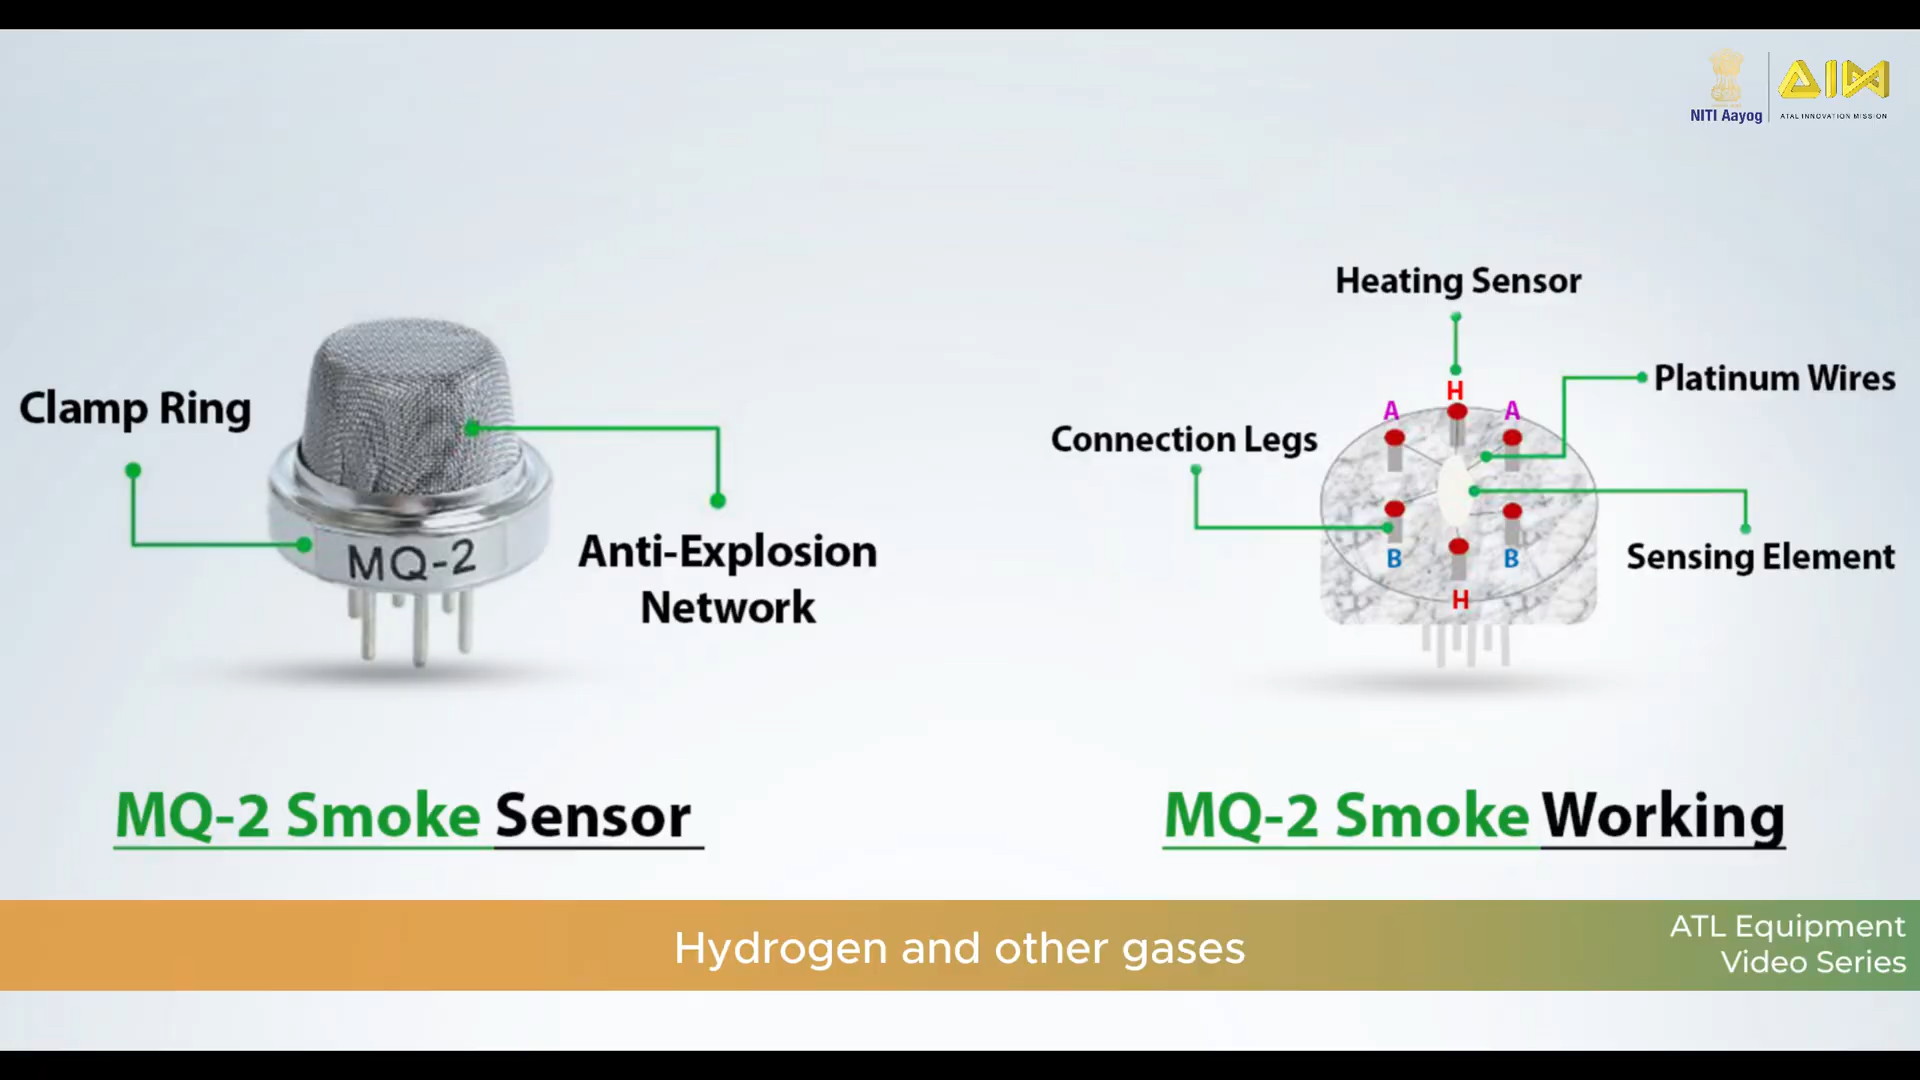 NITI Aayog
AIM
ATAL INNOVATION MISSION
Clamp Ring
MQ-2
Anti-Explosion
Network
MQ-2 Smoke Sensor
Heating Sensor
Platinum Wires
Connection Legs
H
A
A
B
B
H
Sensing Element
MQ-2 Smoke Working
Hydrogen and other gases
ATL Equipment
Video Series